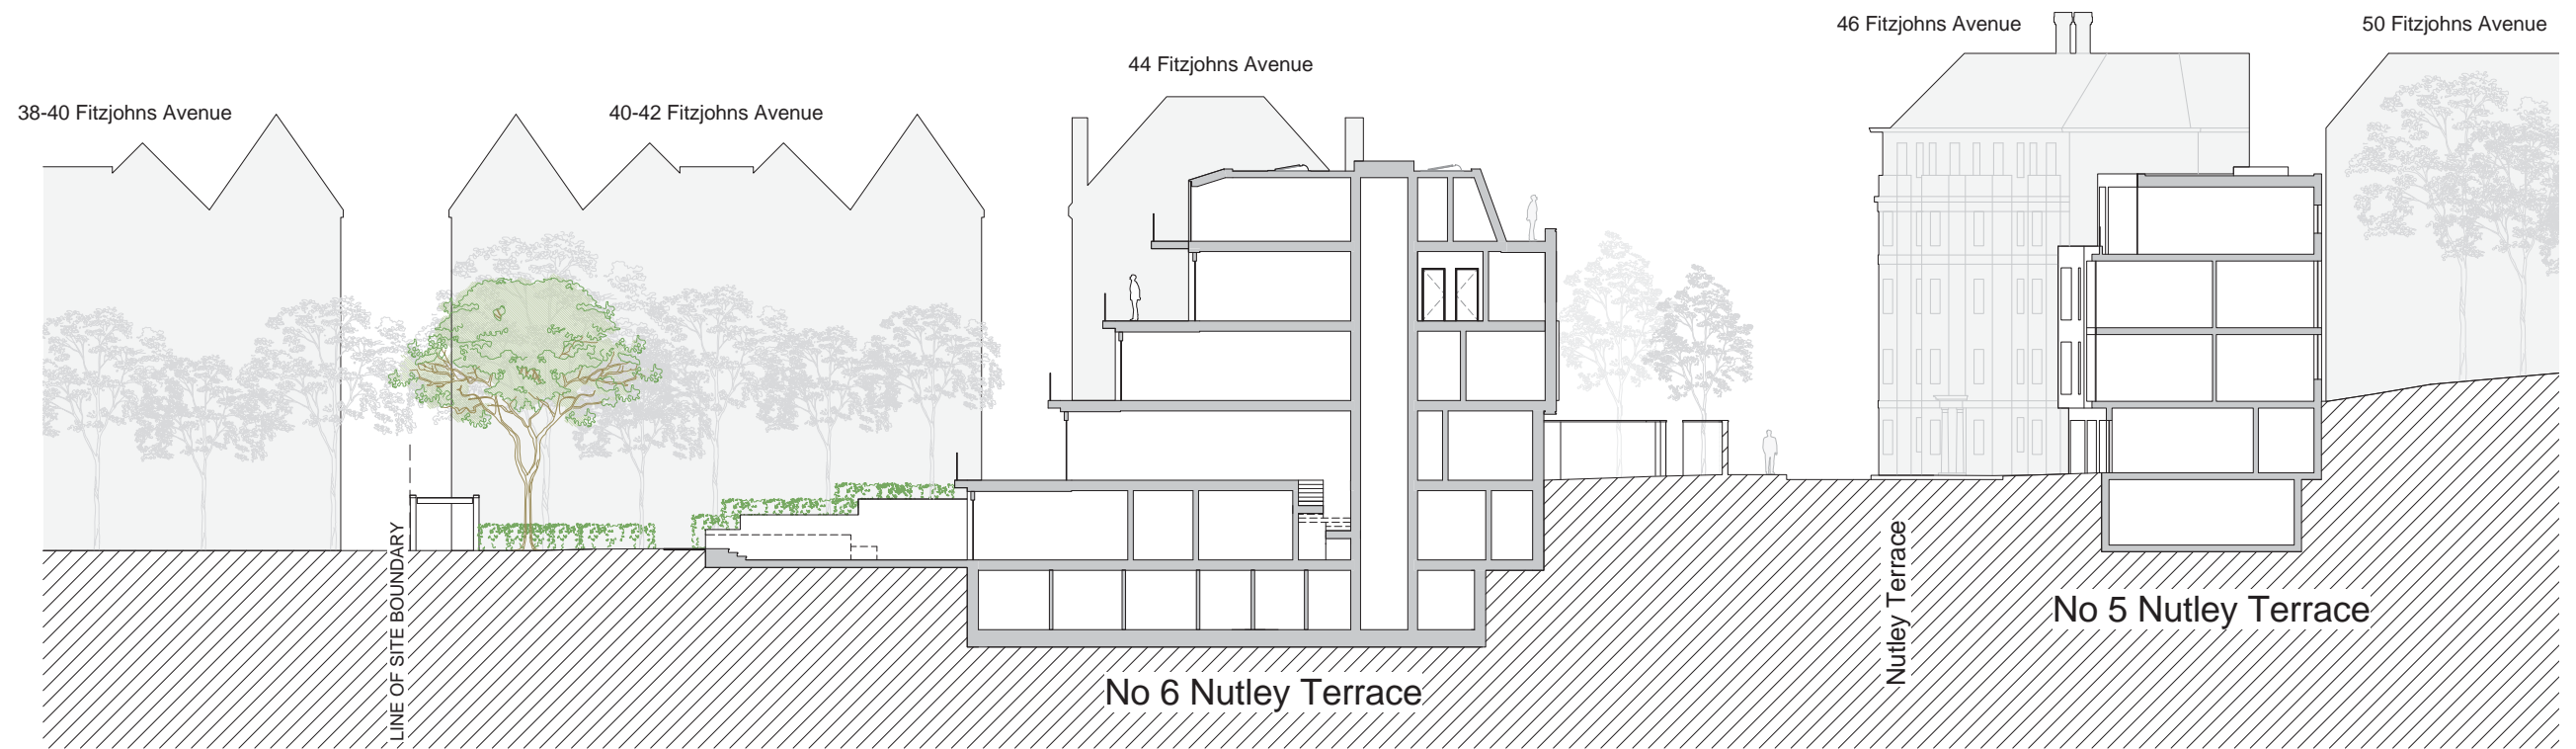 38-40 Fitzjohns Avenue
40-42 Fitzjohns Avenue
44 Fitzjohns Avenue
46 Fitzjohns Avenue
50 Fitzjohns Avenue
LINE OF SITE BOUNDARY
No 6 Nutley Terrace
Nutley Terrace
No 5 Nutley Terrace